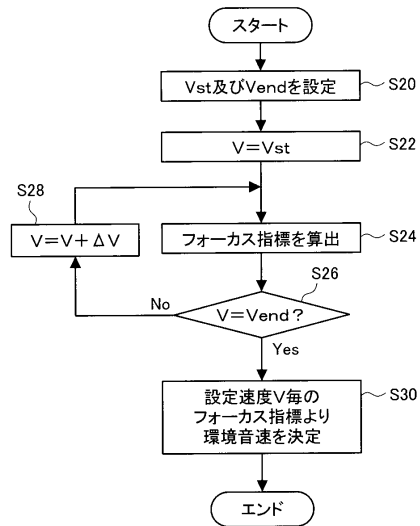 スタート
Vst及びVendを設定
S20
V=Vst
S22
S28
V=V+ΔV
フォーカス指標を算出
S24
S26
No
V=Vend?
Yes
設定速度V毎の
フォーカス指標より
環境音速を決定
S30
エンド